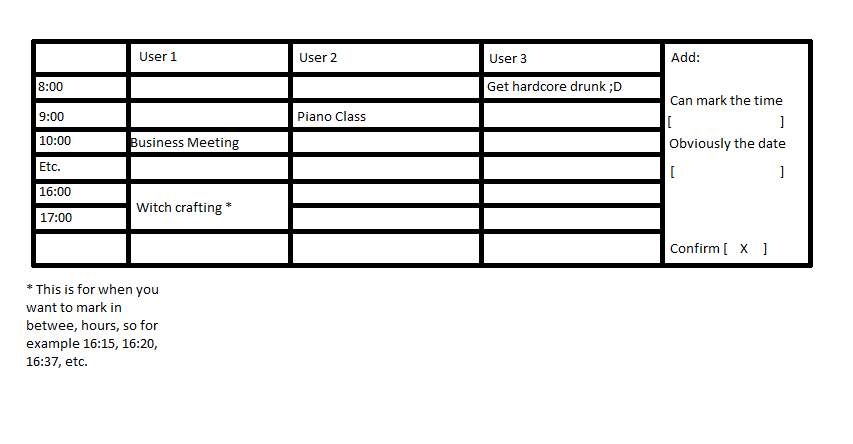 User 1
User 2
User 3
Add:
8:00
Get hardcore drunk ;D
Can mark the time
[ ]
9:00
Piano Class
10:00
Business Meeting
Obviously the date
[ ]
Etc.
16:00
Witch crafting *
17:00
Confirm [ X ]
* This is for when you
want to mark in
betwee, hours, so for
example 16:15, 16:20,
16:37, etc.